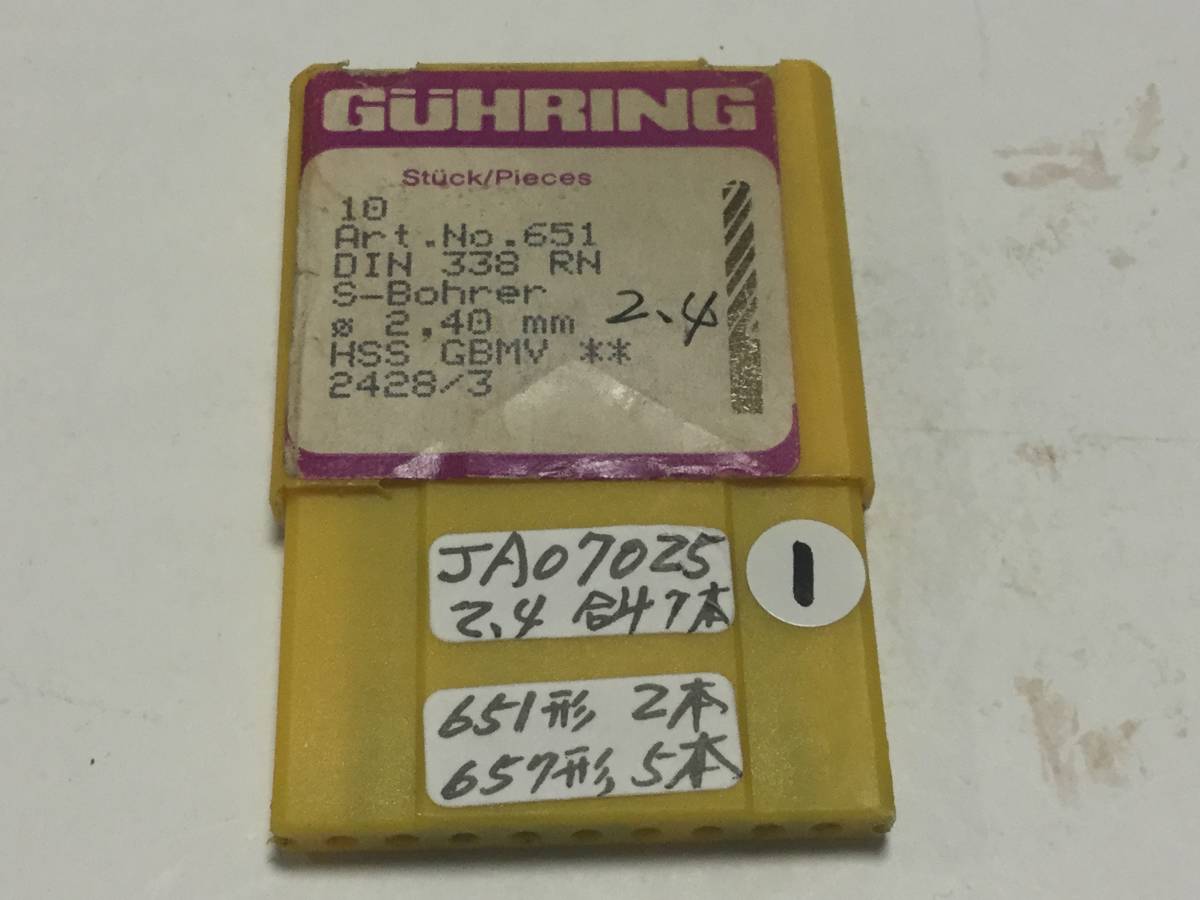 GÜHRING
Stück/Pieces
10
Art.No.651
DIN 338 RN
S-Bohrer
ø 2,40 mm
2.4
HSS GBMV **
2428/3
JA07025
2.4 合計7本
1
651形 2本
657形 5本